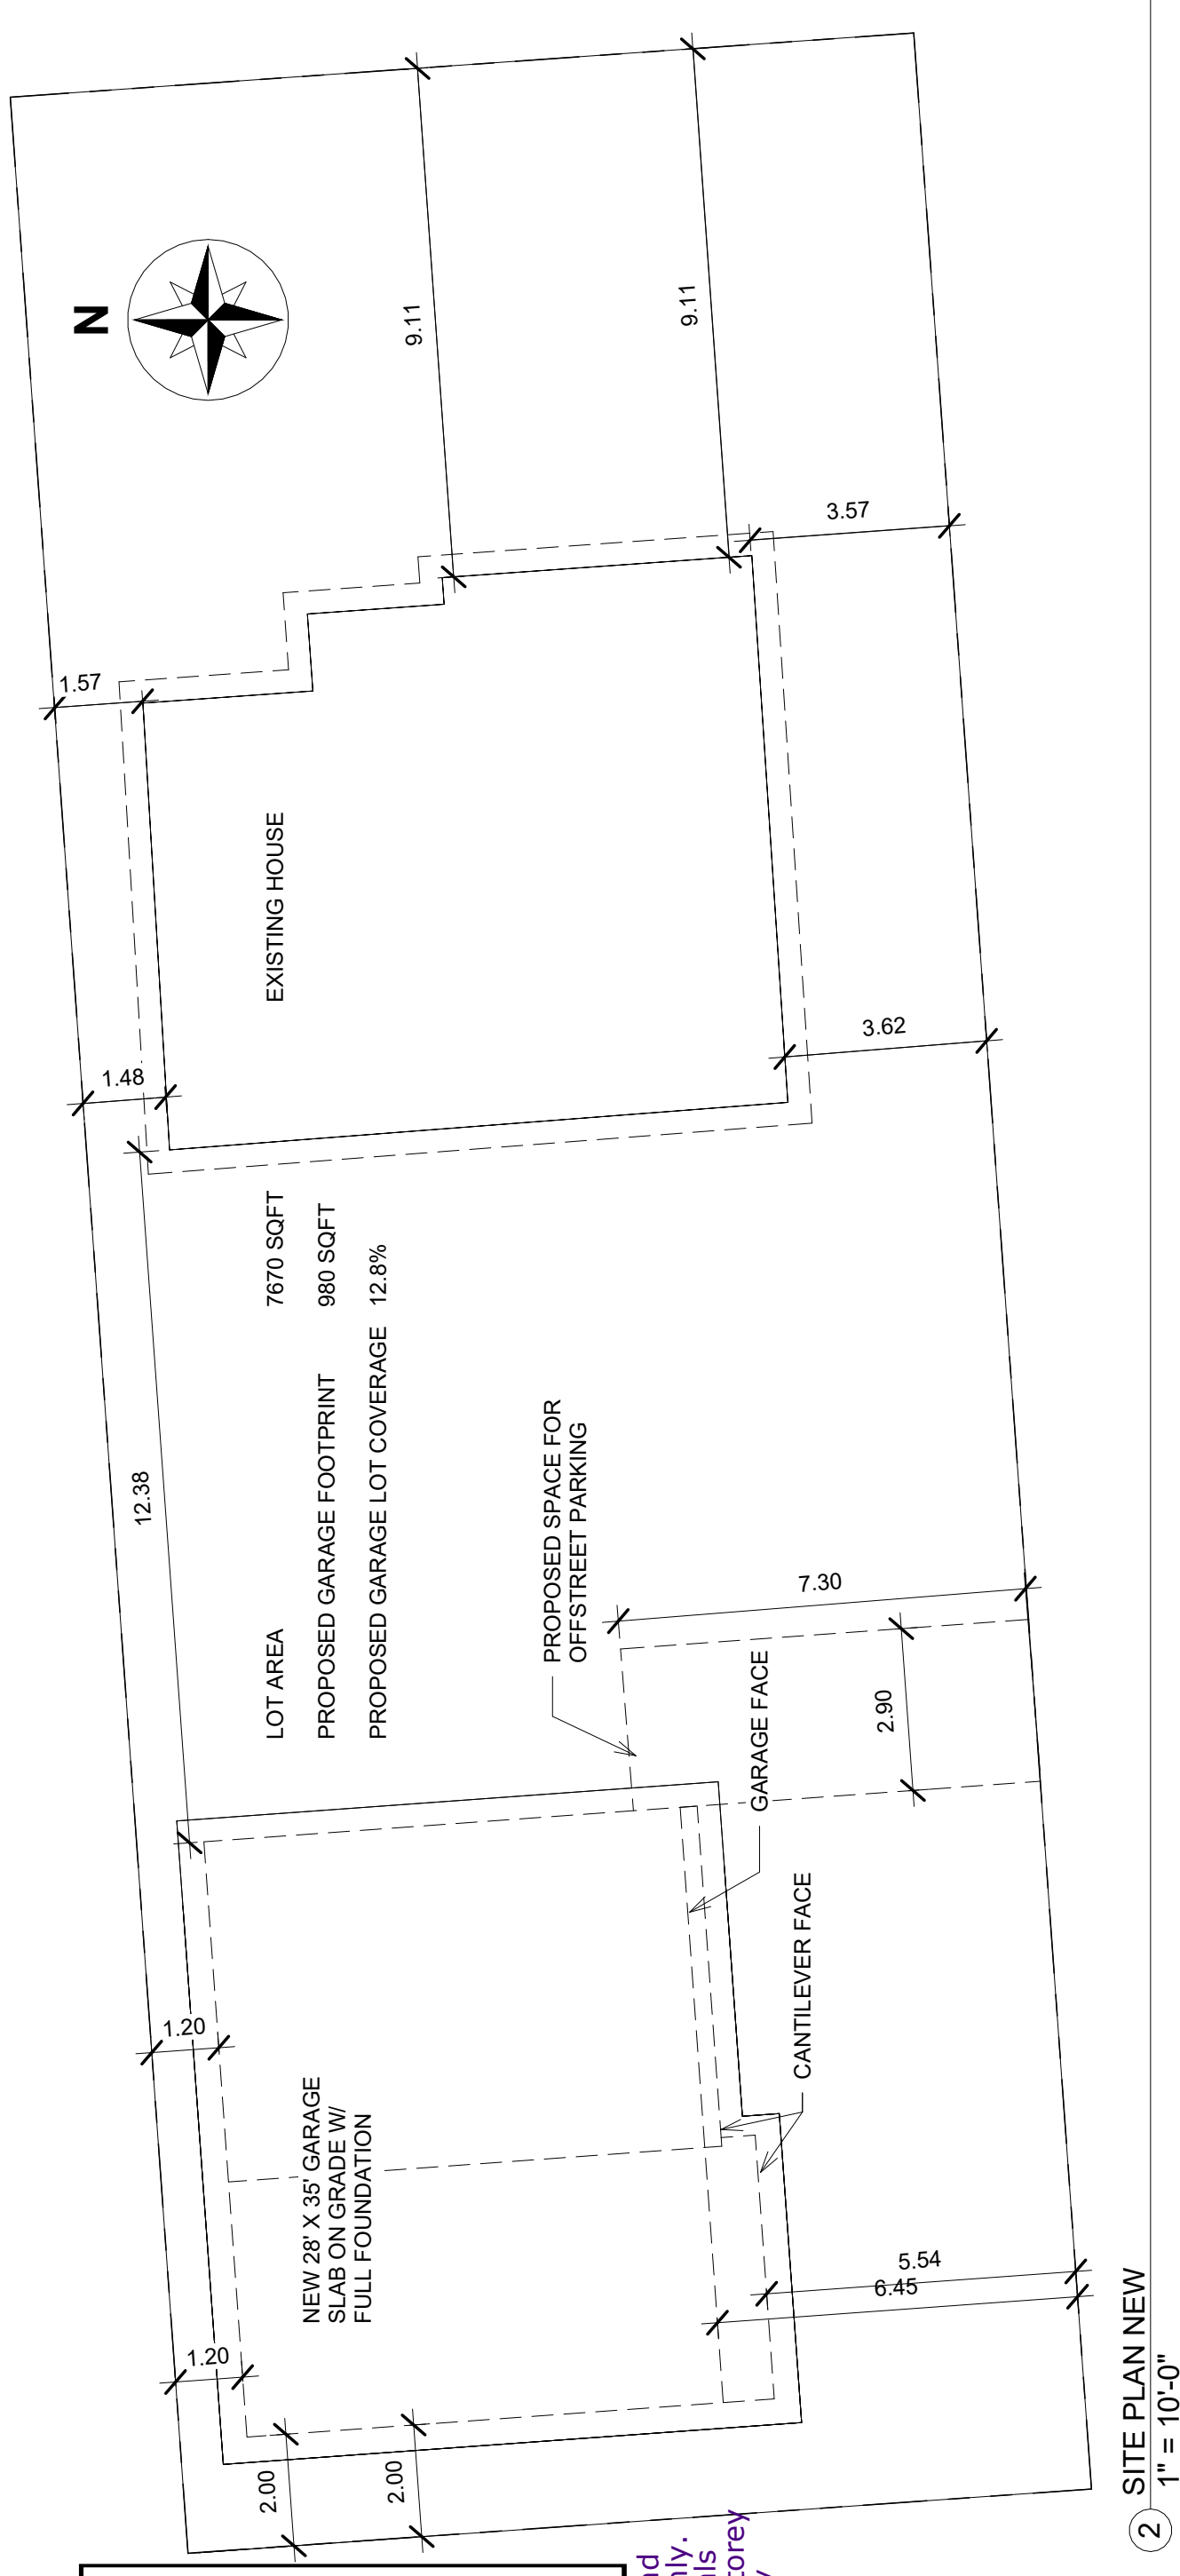 N
9.11
9.11
3.57
1.57
EXISTING HOUSE
1.48
3.62
12.38
LOT AREA 7670 SQFT
PROPOSED GARAGE FOOTPRINT 980 SQFT
PROPOSED GARAGE LOT COVERAGE 12.8%
PROPOSED SPACE FOR
OFFSTREET PARKING
7.30
2.90
GARAGE FACE
CANTILEVER FACE
1.20
NEW 28' X 35' GARAGE
SLAB ON GRADE W/
FULL FOUNDATION
1.20
5.54
6.45
2.00
2.00
2 SITE PLAN NEW
1" = 10'-0"